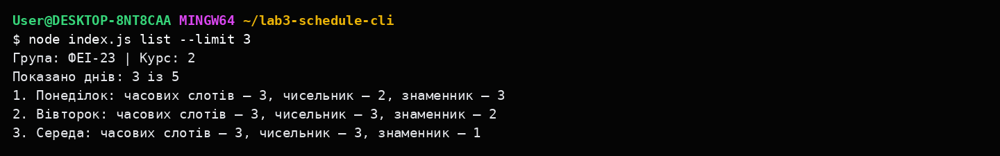 User@DESKTOP-8NT8CAA MINGW64 ~/lab3-schedule-cli
$ node index.js list --limit 3
Група: ФЕІ-23 | Курс: 2
Показано днів: 3 із 5
1. Понеділок: часових слотів — 3, чисельник — 2, знаменник — 3
2. Вівторок: часових слотів — 3, чисельник — 3, знаменник — 2
3. Середа: часових слотів — 3, чисельник — 3, знаменник — 1